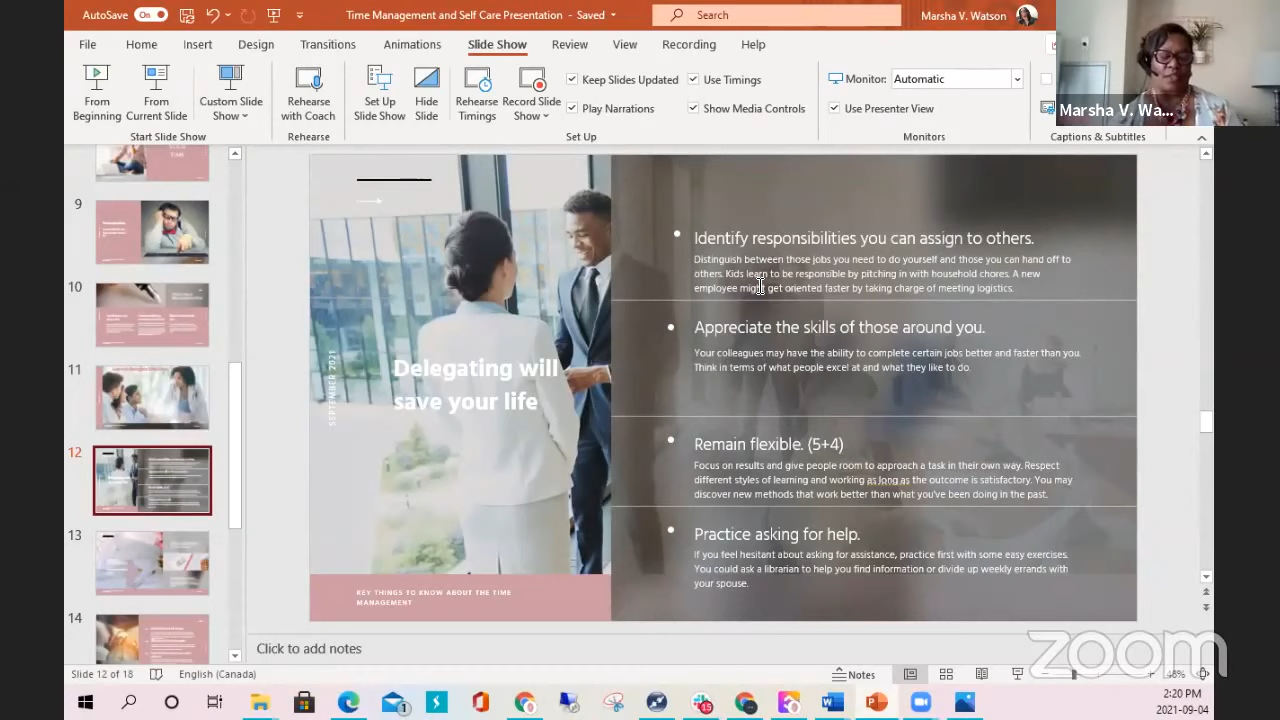 AutoSave On Time Management and Self Care Presentation - Saved Search Marsha V. Watson
File Home Insert Design Transitions Animations Slide Show Review View Recording Help
From Beginning
From Current Slide
Custom Slide Show
Start Slide Show
Rehearse with Coach
Rehearse
Set Up Slide Show
Hide Slide
Rehearse Timings
Record Slide Show
Keep Slides Updated
Use Timings
Play Narrations
Show Media Controls
Set Up
Monitor: Automatic
Use Presenter View
Monitors
Captions & Subtitles
Marsha V. Wa...
9
10
11
12
13
14
SEPTEMBER 2021
Delegating will
save your life
KEY THINGS TO KNOW ABOUT THE TIME
MANAGEMENT
Identify responsibilities you can assign to others.
Distinguish between those jobs you need to do yourself and those you can hand off to
others. Kids learn to be responsible by pitching in with household chores. A new
employee might get oriented faster by taking charge of meeting logistics.
Appreciate the skills of those around you.
Your colleagues may have the ability to complete certain jobs better and faster than you.
Think in terms of what people excel at and what they like to do.
Remain flexible. (5+4)
Focus on results and give people room to approach a task in their own way. Respect
different styles of learning and working as long as the outcome is satisfactory. You may
discover new methods that work better than what you've been doing in the past.
Practice asking for help.
If you feel hesitant about asking for assistance, practice first with some easy exercises.
You could ask a librarian to help you find information or divide up weekly errands with
your spouse.
Click to add notes
zoom
Slide 12 of 18 English (Canada) Notes 48%
1
15
2:20 PM
2021-09-04